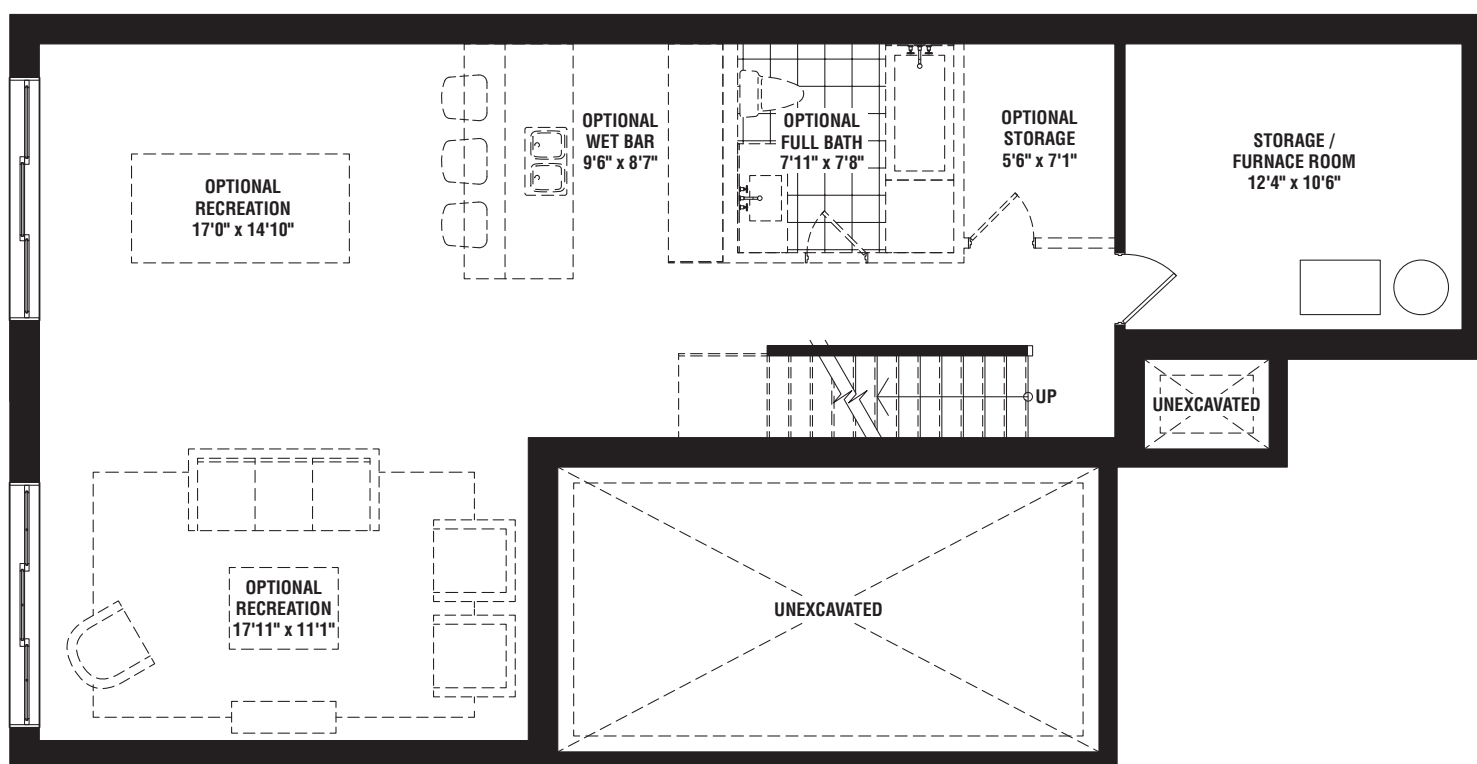 OPTIONAL
RECREATION
17'0" x 14'10"
OPTIONAL
WET BAR
9'6" x 8'7"
OPTIONAL
FULL BATH
7'11" x 7'8"
OPTIONAL
STORAGE
5'6" x 7'1"
STORAGE /
FURNACE ROOM
12'4" x 10'6"
UP
UNEXCAVATED
OPTIONAL
RECREATION
17'11" x 11'1"
UNEXCAVATED